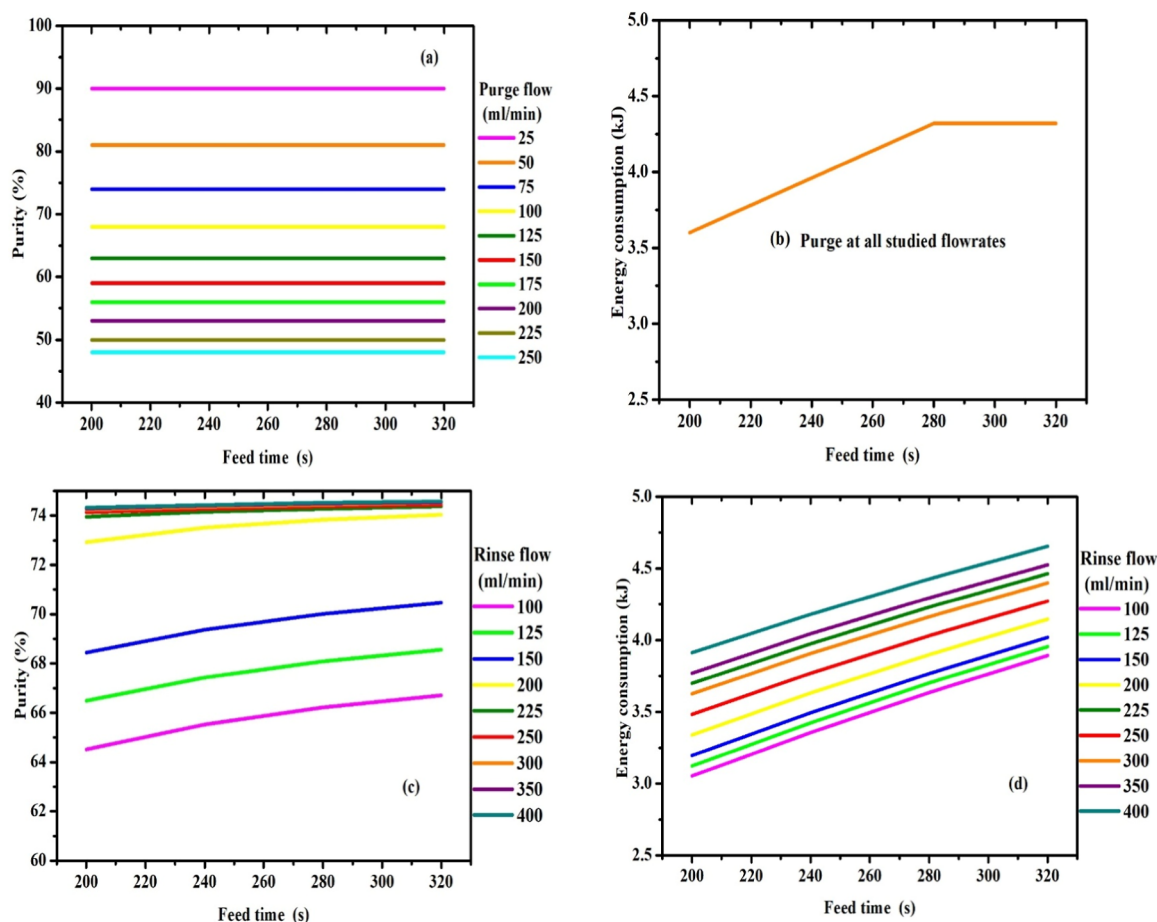 (a)
Purity (%)
100
90
80
70
60
50
40
200 220 240 260 280 300 320
Feed time (s)
Purge flow
(ml/min)
25
50
75
100
125
150
175
200
225
250
Energy consumption (kJ)
5.0
4.5
4.0
3.5
3.0
2.5
(b) Purge at all studied flowrates
200 220 240 260 280 300 320
Feed time (s)
Purity (%)
74
72
70
68
66
64
62
60
(c)
200 220 240 260 280 300 320
Feed time (s)
Rinse flow
(ml/min)
100
125
150
200
225
250
300
350
400
Energy consumption (kJ)
5.0
4.5
4.0
3.5
3.0
2.5
(d)
200 220 240 260 280 300 320
Feed time (s)
Rinse flow
(ml/min)
100
125
150
200
225
250
300
350
400